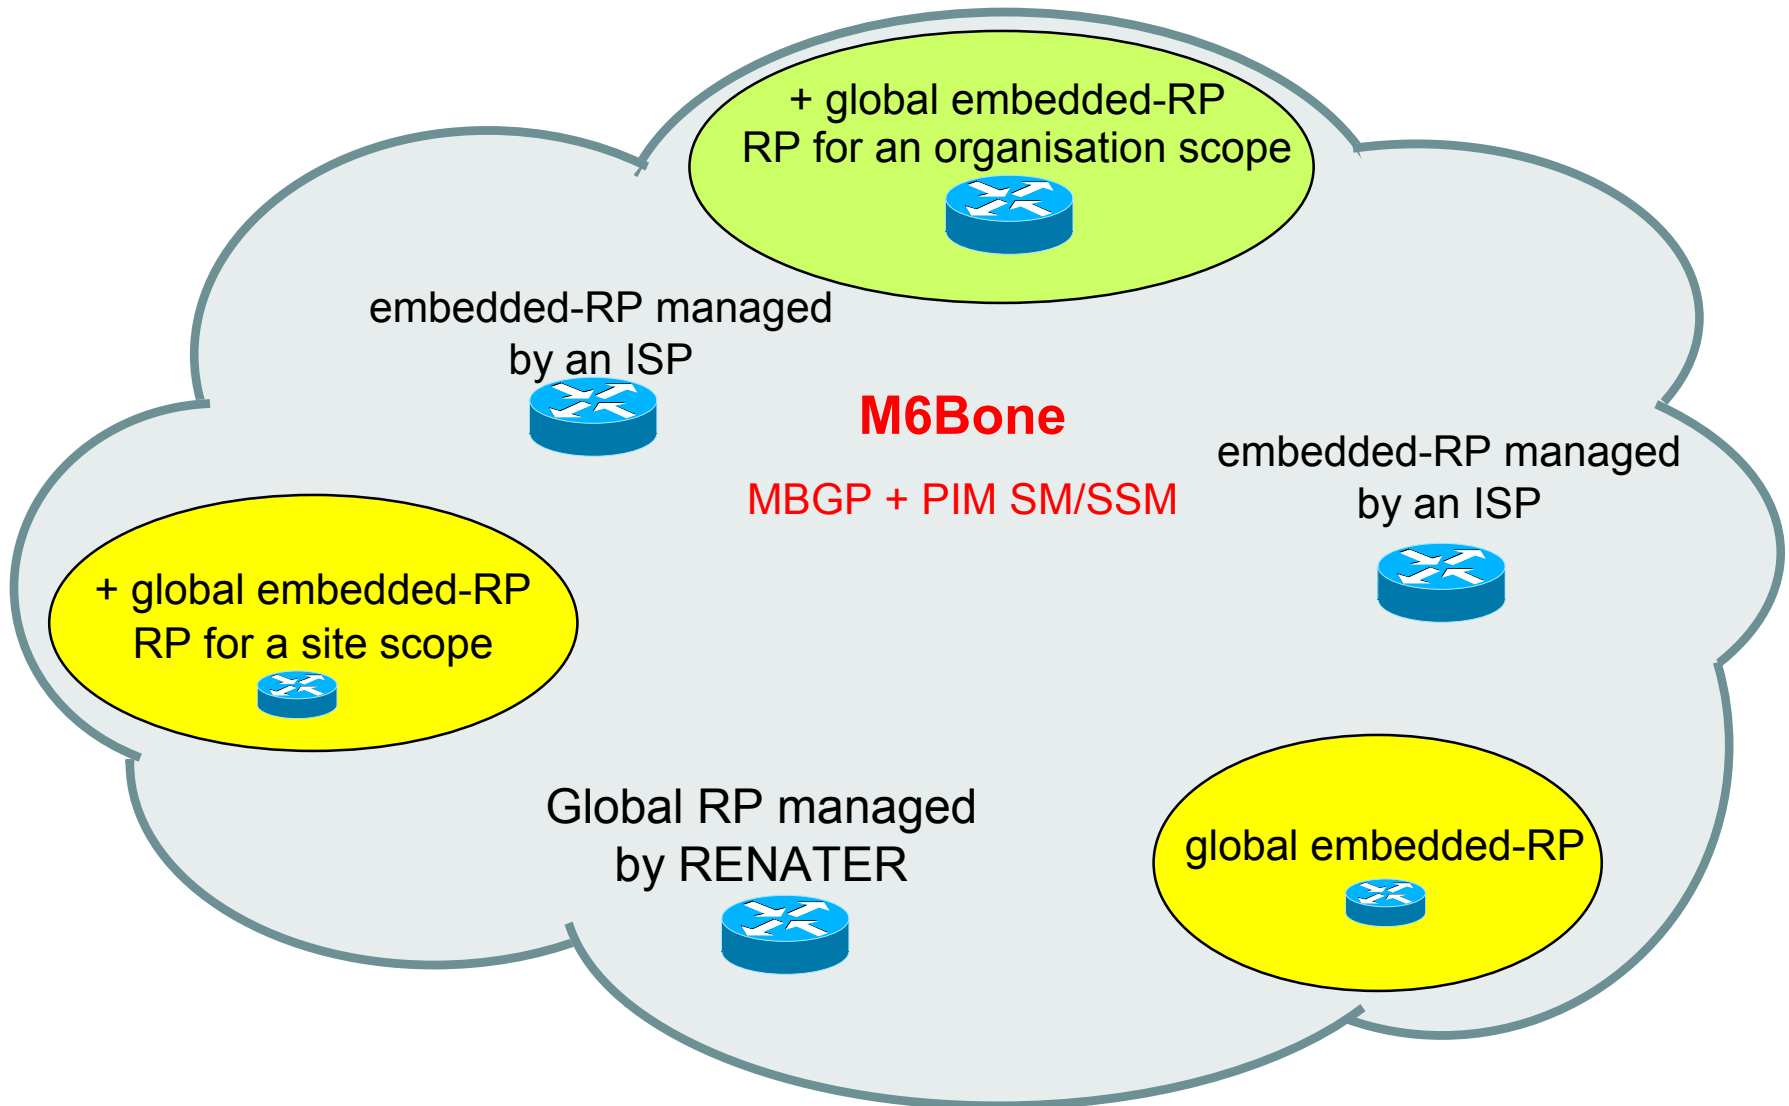 + global embedded-RP
RP for an organisation scope
embedded-RP managed
by an ISP
M6Bone
MBGP + PIM SM/SSM
embedded-RP managed
by an ISP
+ global embedded-RP
RP for a site scope
Global RP managed
by RENATER
global embedded-RP